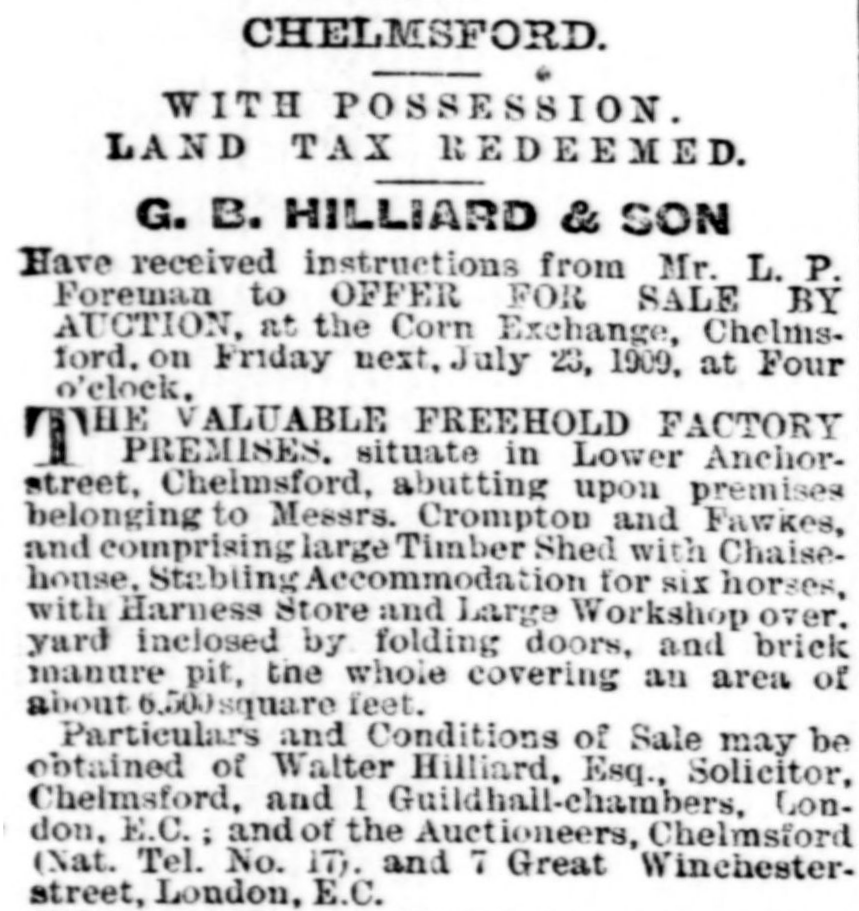 CHELMSFORD.
WITH POSSESSION.
LAND TAX REDEEMED.
G. B. HILLIARD & SON
Have received instructions from Mr. L. P.
Foreman to OFFER FOR SALE BY
AUCTION, at the Corn Exchange, Chelms-
ford, on Friday next, July 23, 1909, at Four
o'clock,
THE VALUABLE FREEHOLD FACTORY
PREMISES, situate in Lower Anchor-
street, Chelmsford, abutting upon premises
belonging to Messrs. Crompton and Fawkes,
and comprising large Timber Shed with Chaise-
house, Stabling Accommodation for six horses,
with Harness Store and Large Workshop over,
yard inclosed by folding doors, and brick
manure pit, the whole covering an area of
about 6,500 square feet.
Particulars and Conditions of Sale may be
obtained of Walter Hilliard, Esq., Solicitor,
Chelmsford, and 1 Guildhall-chambers, Lon-
don, E.C. ; and of the Auctioneers, Chelmsford
(Nat. Tel. No. 17), and 7 Great Winchester-
street, London, E.C.